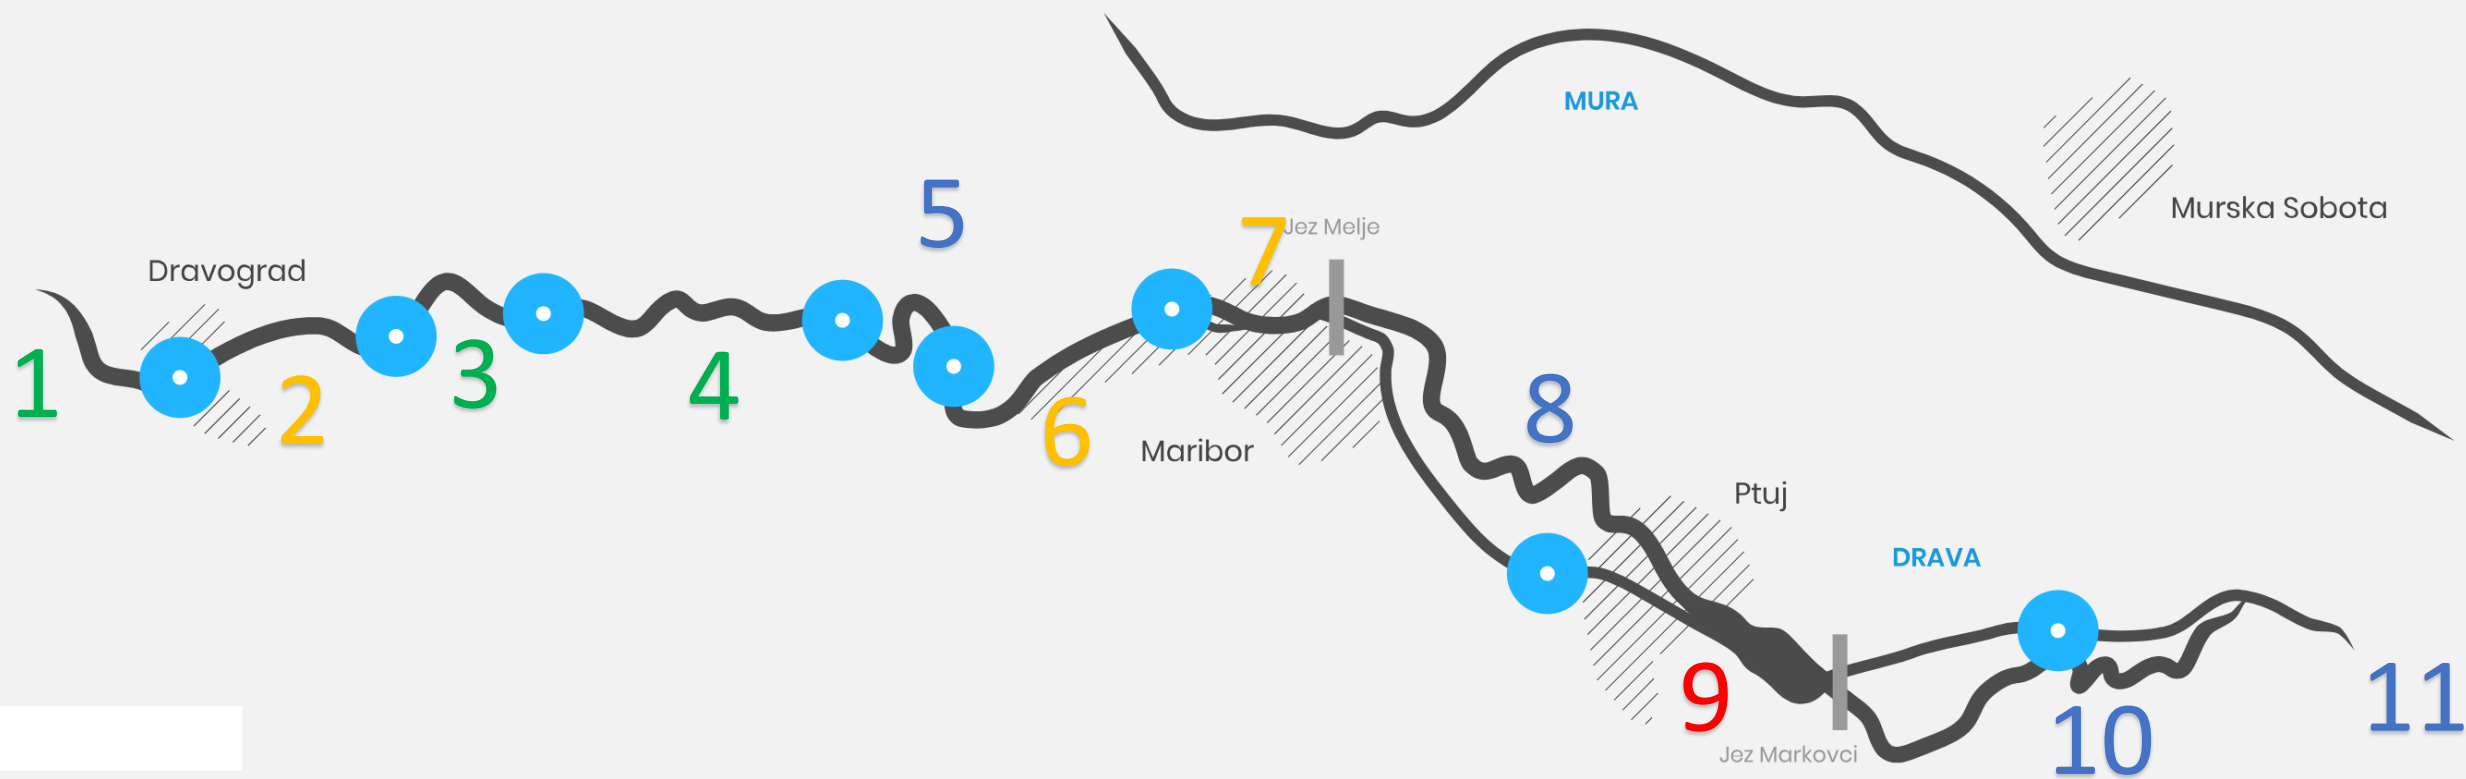 MURA
Murska Sobota
5
7
Jez Melje
Dravograd
1
2
3
4
6
Maribor
8
Ptuj
DRAVA
9
Jez Markovci
10
11